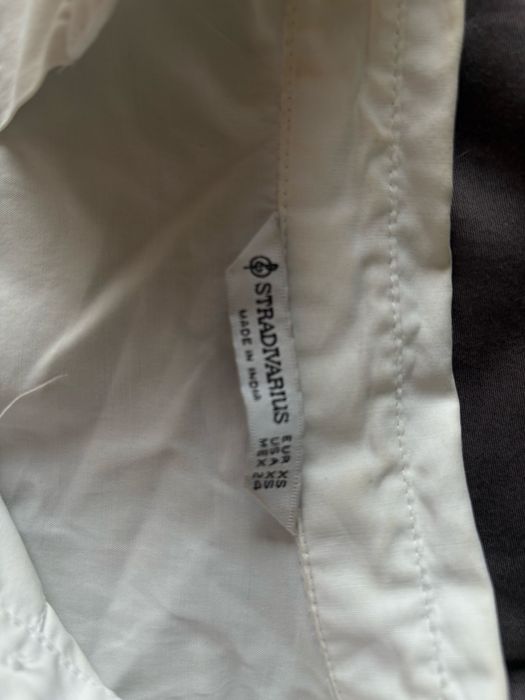 STRADIVARIUS
MADE IN INDIA
EUR XS
USA XS
MEX 24